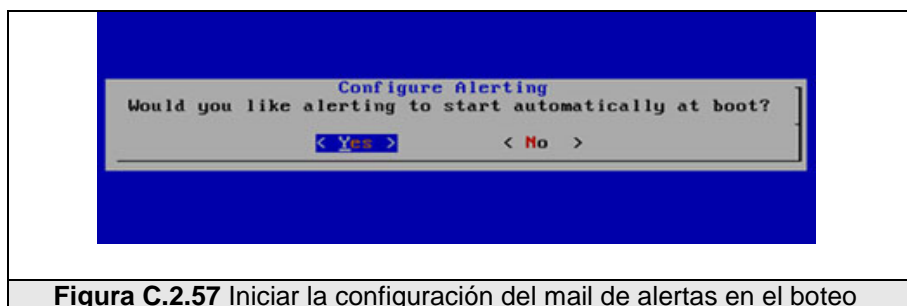 Configure Alerting
Would you like alerting to start automatically at boot?
< Yes > < No >
Figura C.2.57 Iniciar la configuración del mail de alertas en el boteo